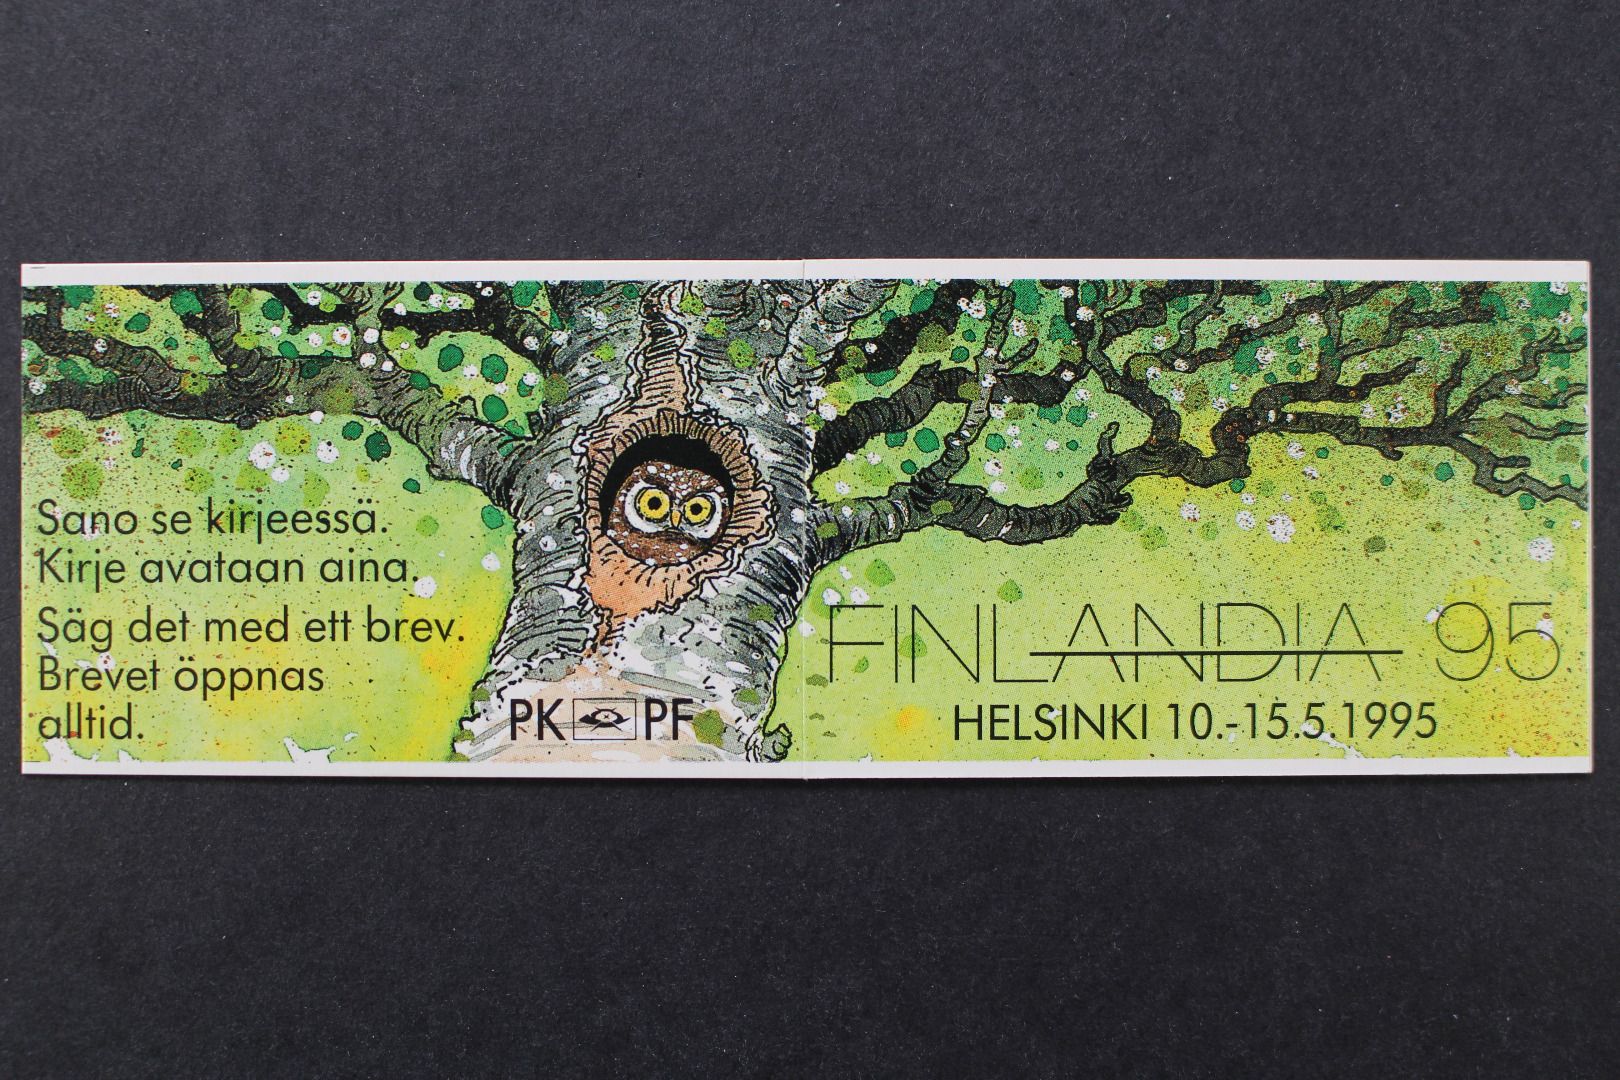 Sano se kirjeessä.
Kirje avataan aina.
Säg det med ett brev.
Brevet öppnas
alltid.
PK PF
FINLANDIA 95
HELSINKI 10.-15.5.1995